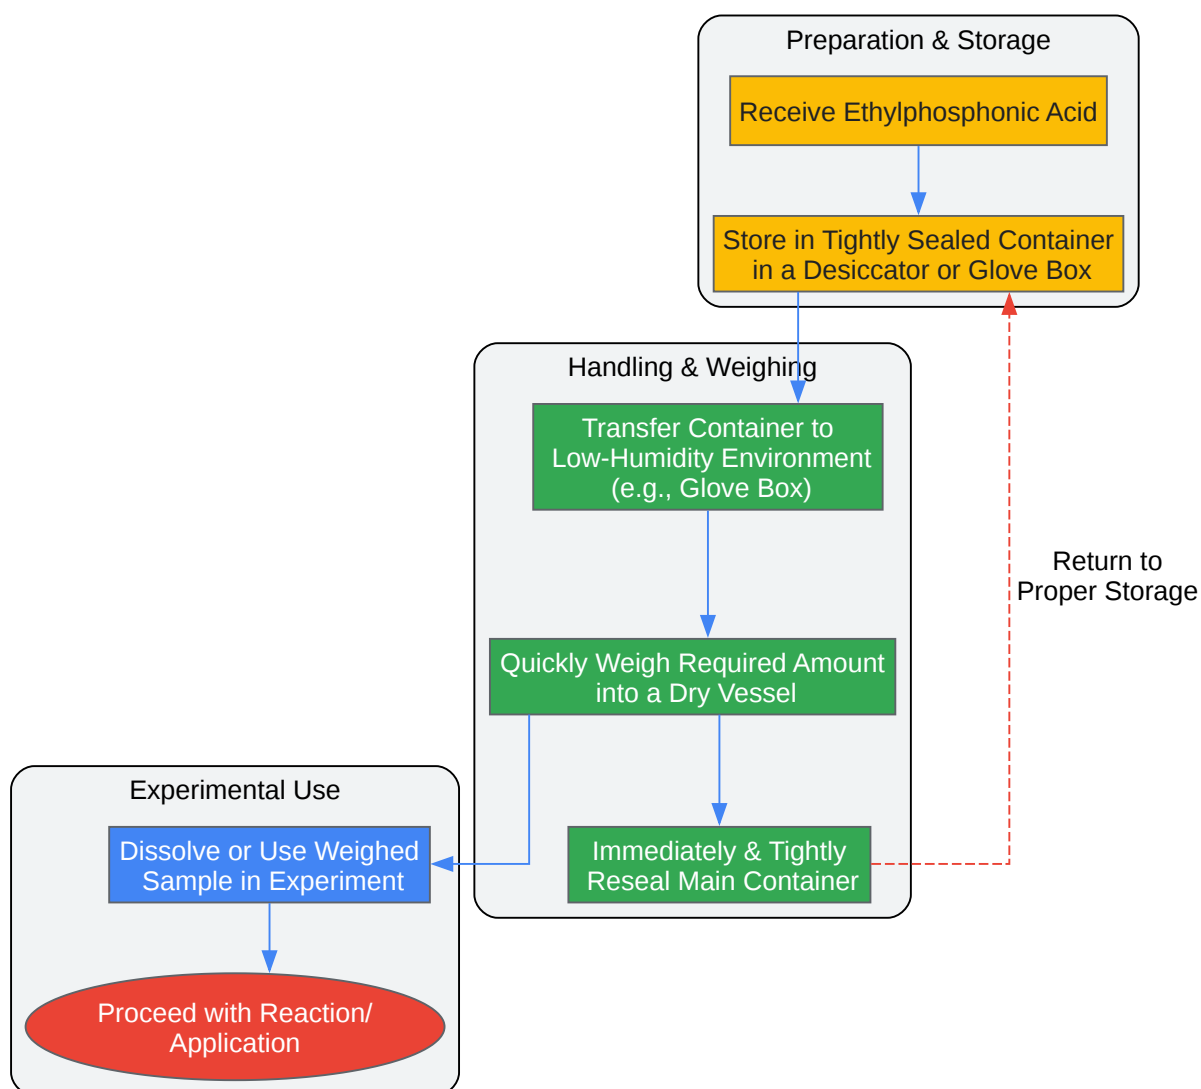 Preparation & Storage
Receive Ethylphosphonic Acid
Store in Tightly Sealed Container
in a Desiccator or Glove Box
Handling & Weighing
Transfer Container to
Low-Humidity Environment
(e.g., Glove Box)
Return to
Proper Storage
Quickly Weigh Required Amount
into a Dry Vessel
Immediately & Tightly
Reseal Main Container
Experimental Use
Dissolve or Use Weighed
Sample in Experiment
Proceed with Reaction/
Application